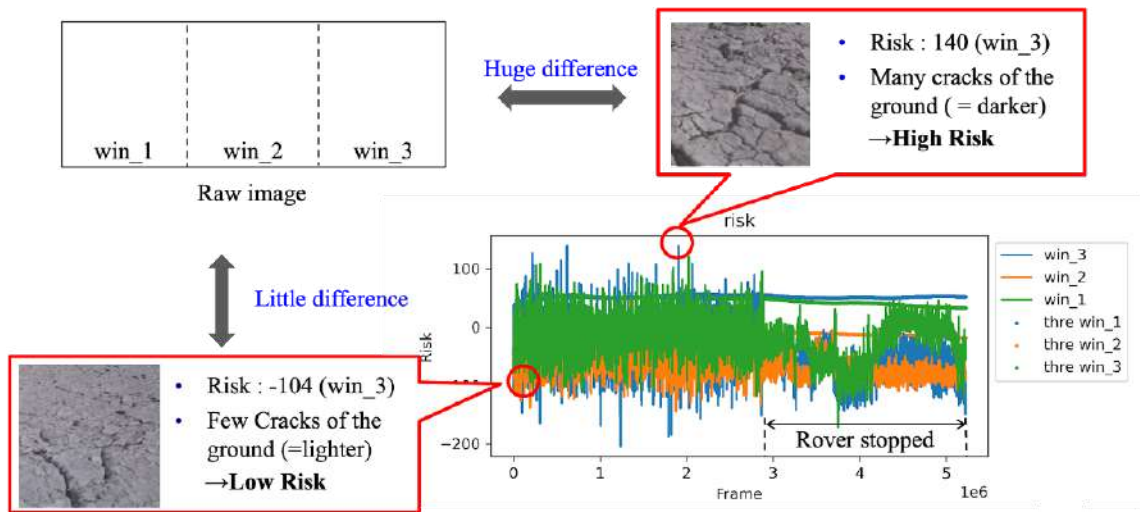 win_1
win_2
win_3
Raw image
Huge difference
• Risk : 140 (win_3)
• Many cracks of the
ground ( = darker)
→High Risk
Little difference
• Risk : -104 (win_3)
• Few Cracks of the
ground (=lighter)
→Low Risk
risk
100
0
−200
Risk
0
1
2
3
4
5
1e6
Frame
Rover stopped
win_3
win_2
win_1
thre win_1
thre win_2
thre win_3